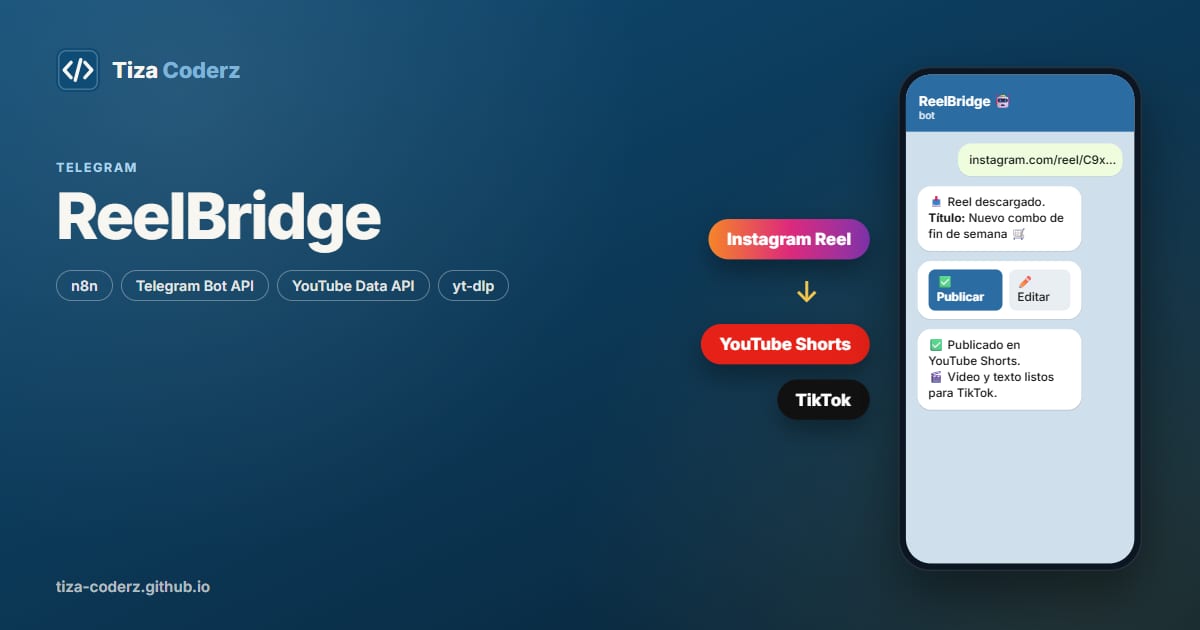 Tiza Coderz
TELEGRAM
ReelBridge
n8n
Telegram Bot API
YouTube Data API
yt-dlp
tiza-coderz.github.io
Instagram Reel
↓
YouTube Shorts
TikTok
ReelBridge 🤖
bot
instagram.com/reel/C9x...
📥 Reel descargado.
Título: Nuevo combo de
fin de semana 🛒
✅
Publicar
✏️
Editar
✅ Publicado en
YouTube Shorts.
🎬 Video y texto listos
para TikTok.